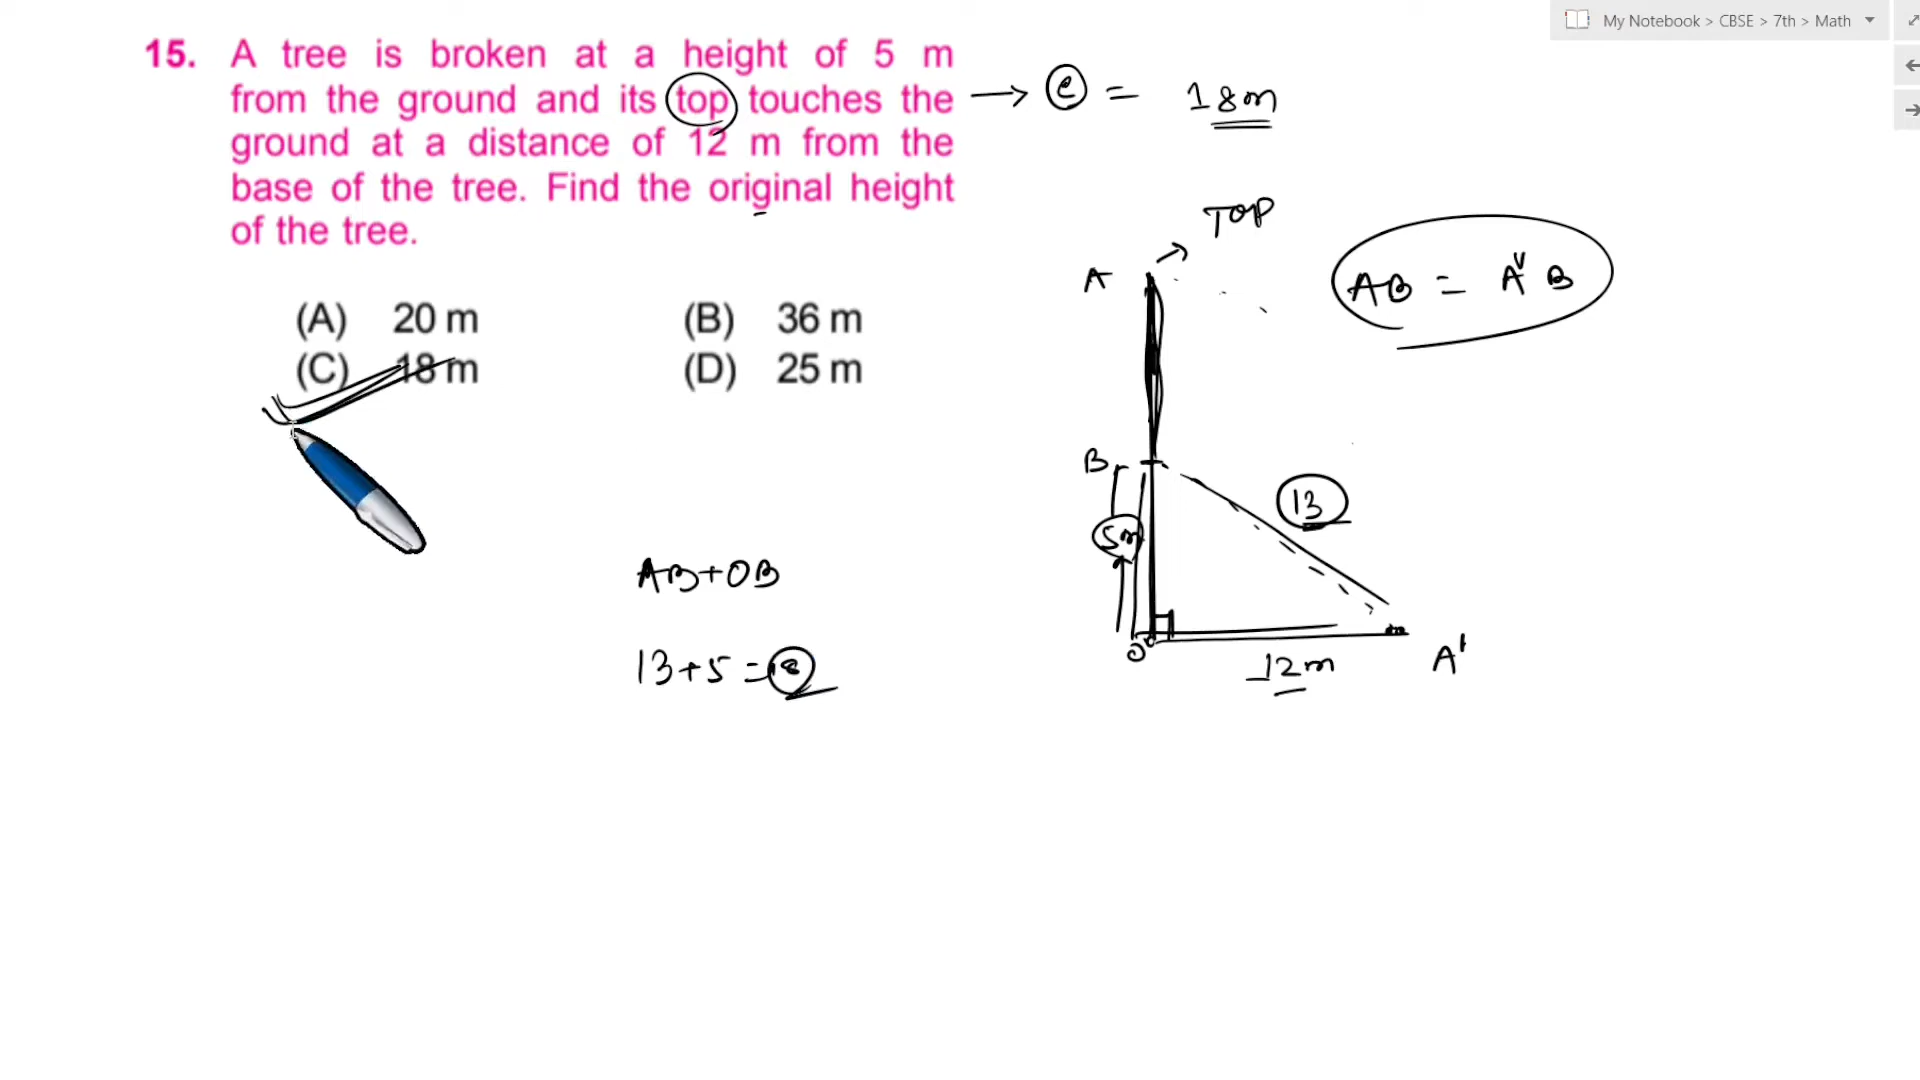 My Notebook > CBSE > 7th > Math
15. A tree is broken at a height of 5 m
from the ground and its top touches the
ground at a distance of 12 m from the
base of the tree. Find the original height
of the tree.
(A) 20 m (B) 36 m
(C) 18 m (D) 25 m
→ c = 18m
TOP
A
AB = A' B
B
13
5m
AB+OB
13+5 = 18
O
12m
A'